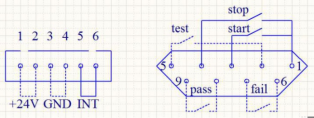 stop
test
start
1 2 3 4 5 6
5
1
9
6
pass
fail
+24V GND INT